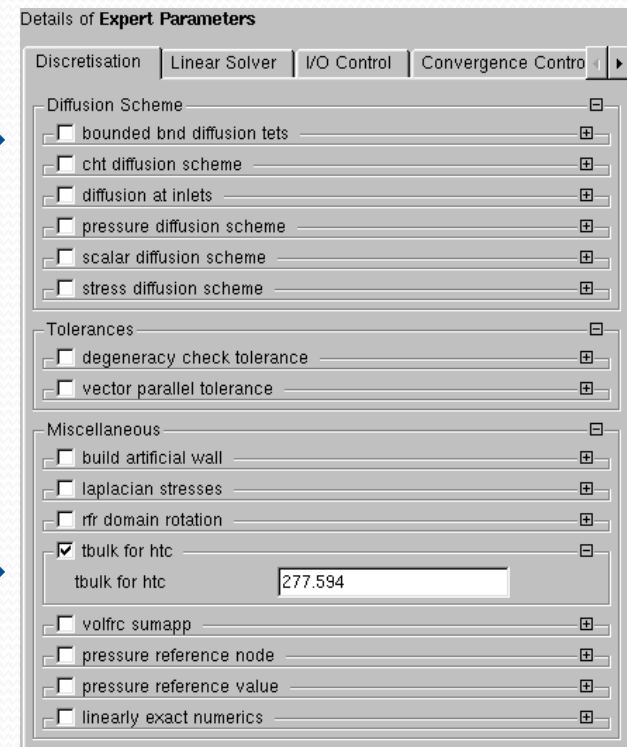 Details of Expert Parameters
Discretisation Linear Solver I/O Control Convergence Contro
Diffusion Scheme
bounded bnd diffusion tets
cht diffusion scheme
diffusion at inlets
pressure diffusion scheme
scalar diffusion scheme
stress diffusion scheme
Tolerances
degeneracy check tolerance
vector parallel tolerance
Miscellaneous
build artificial wall
laplacian stresses
rfr domain rotation
tbulk for htc
tbulk for htc 277.594
volfrc sumapp
pressure reference node
pressure reference value
linearly exact numerics